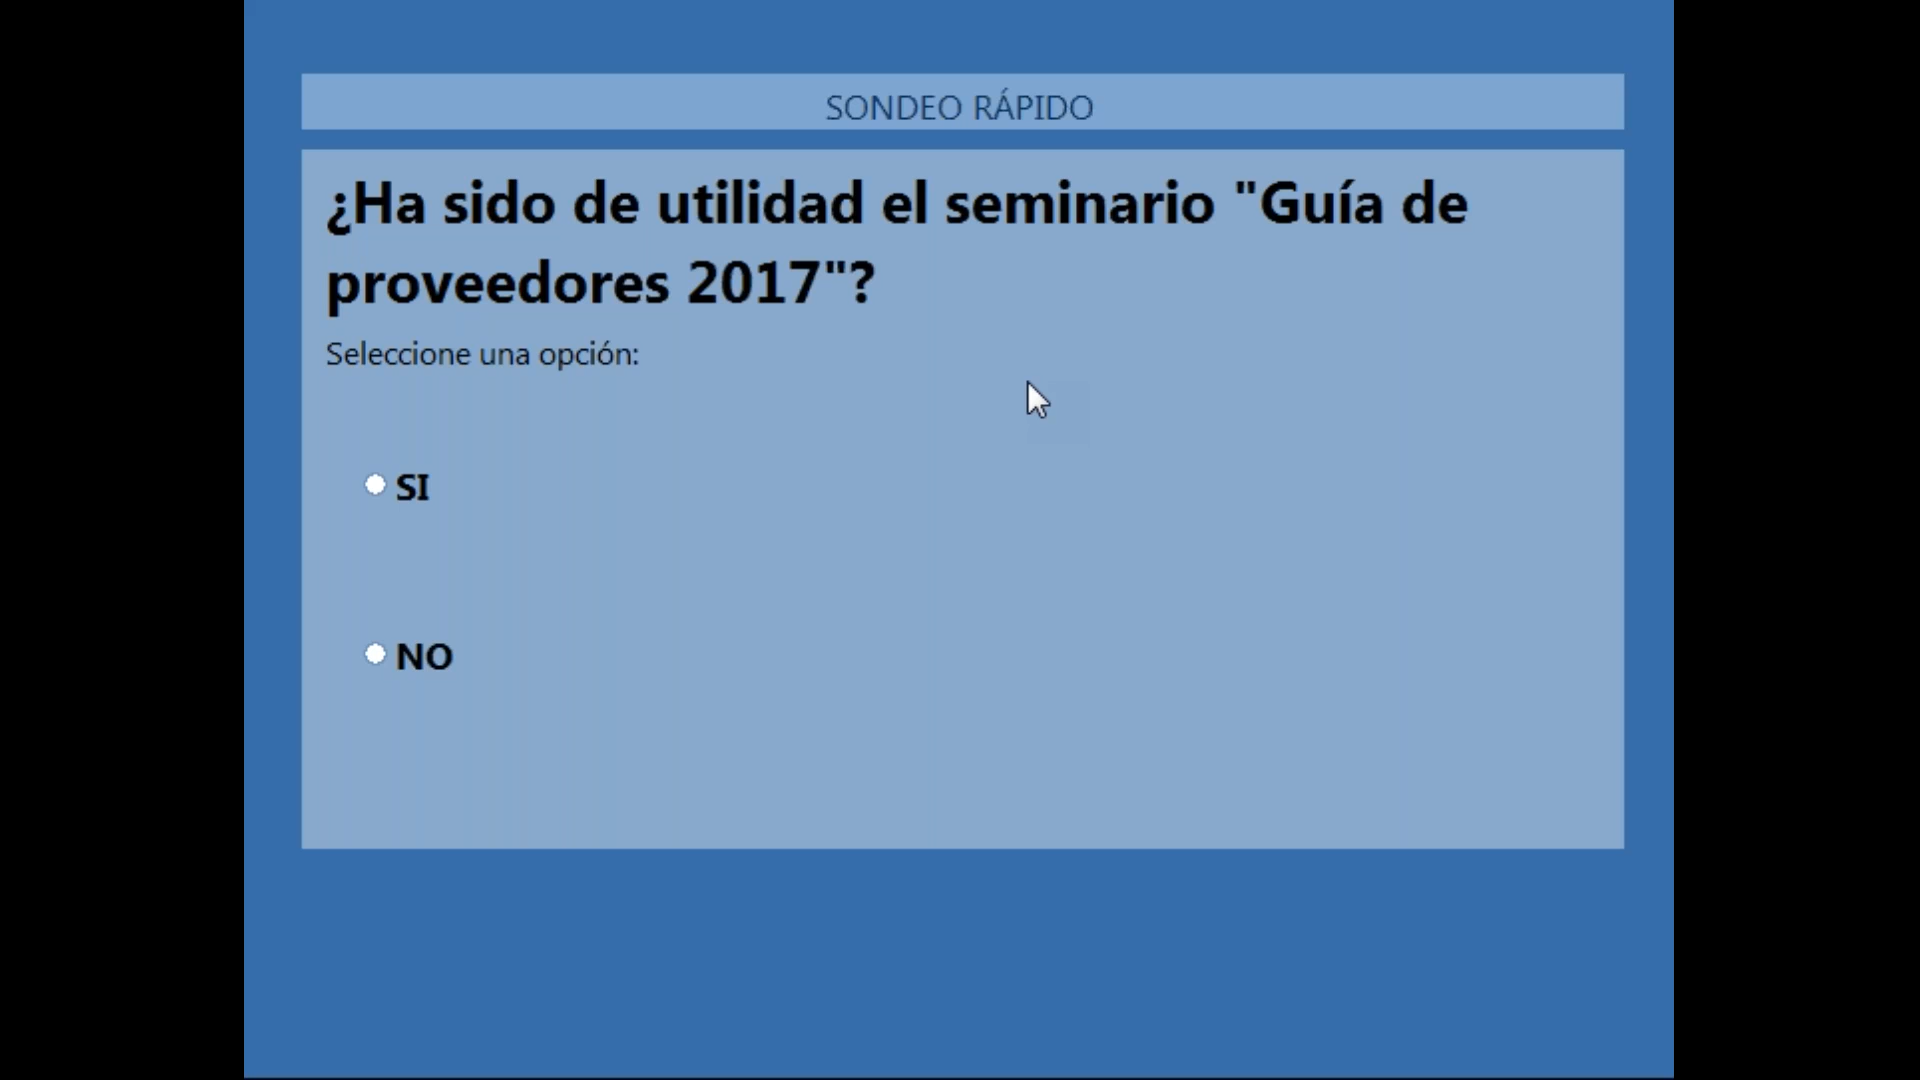 SONDEO RÁPIDO
¿Ha sido de utilidad el seminario "Guía de
proveedores 2017"?
Seleccione una opción:
SI
NO